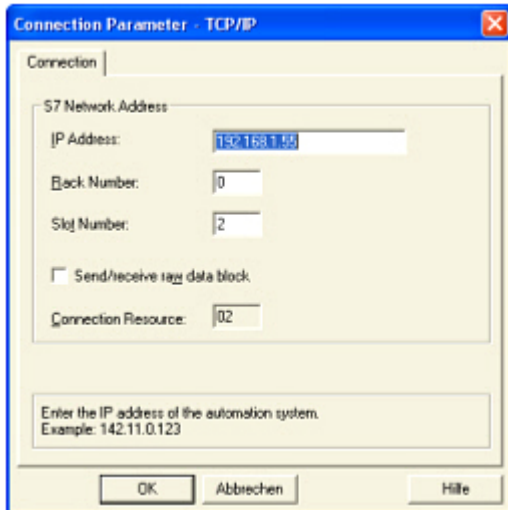 Connection Parameter - TCP/IP
Connection
S7 Network Address
IP Address:
192.168.1.55
Rack Number:
0
Slot Number:
2
Send/receive raw data block
Connection Resource:
02
Enter the IP address of the automation system.
Example: 142.11.0.123
OK
Abbrechen
Hilfe